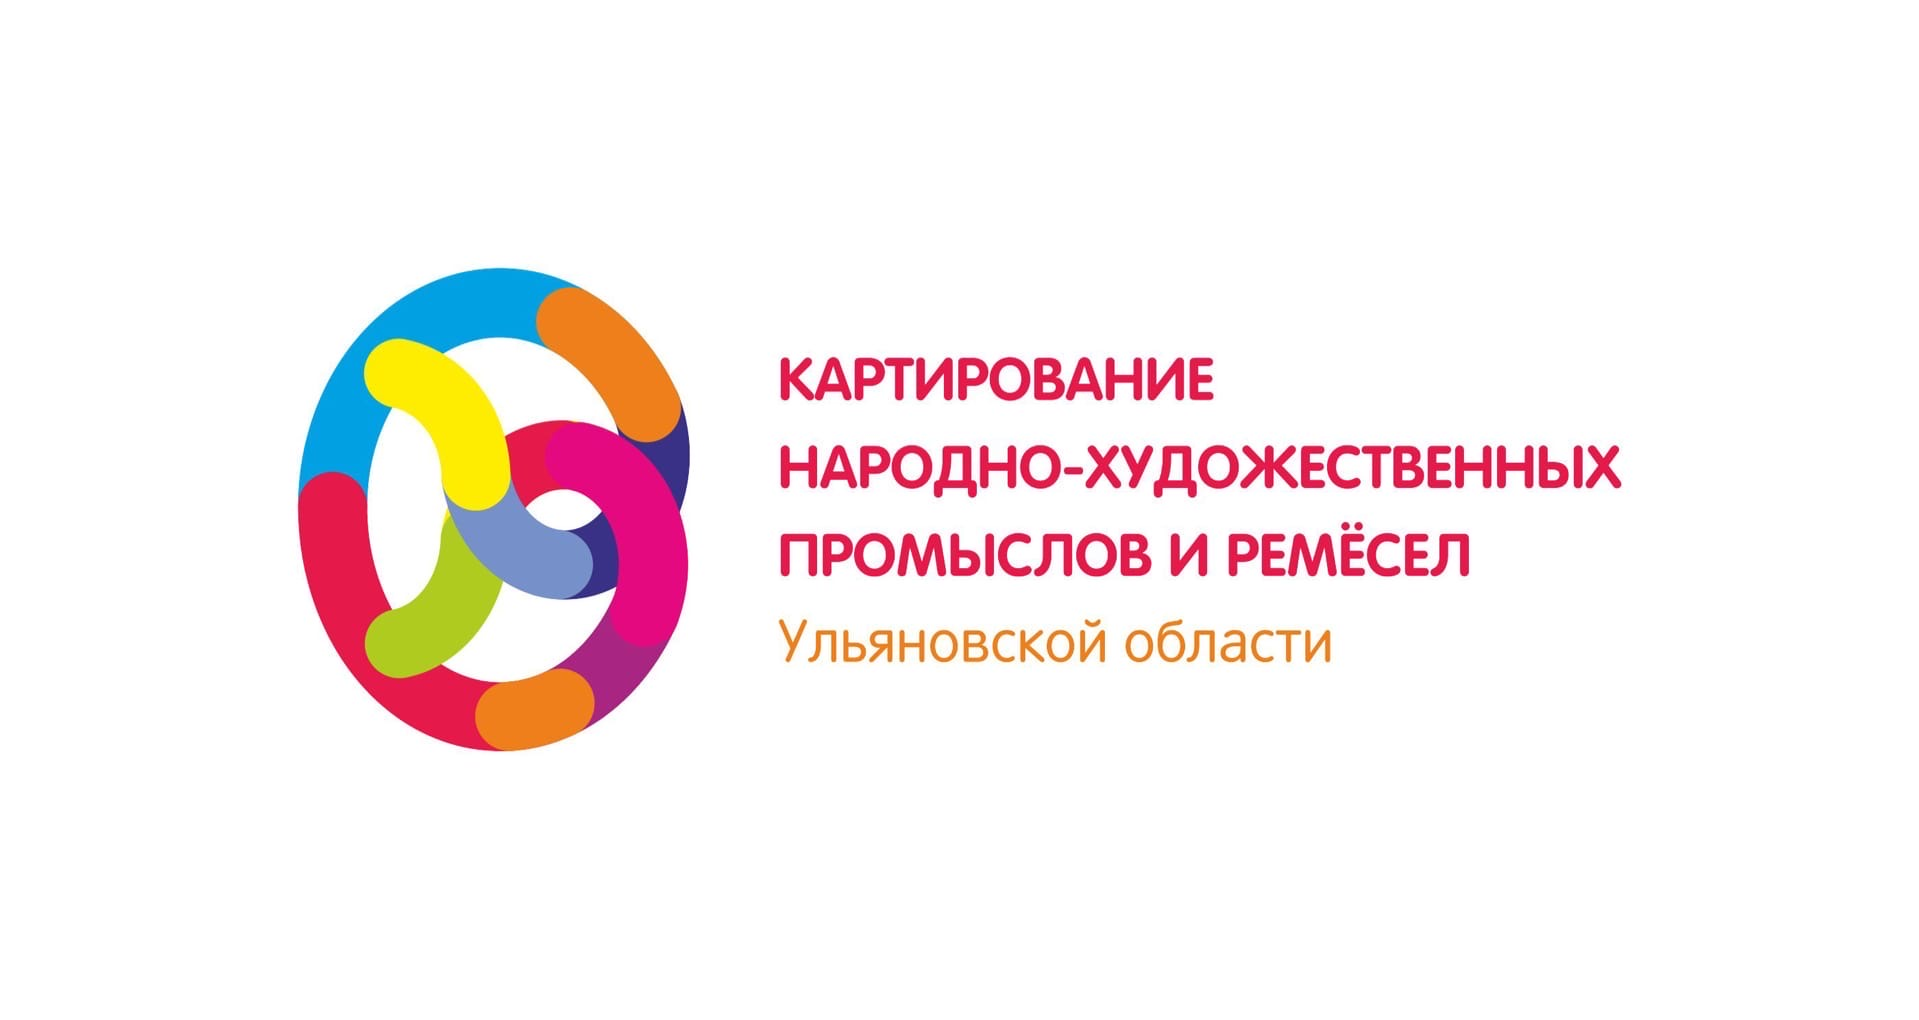 КАРТИРОВАНИЕ
НАРОДНО-ХУДОЖЕСТВЕННЫХ
ПРОМЫСЛОВ И РЕМЁСЕЛ
Ульяновской области